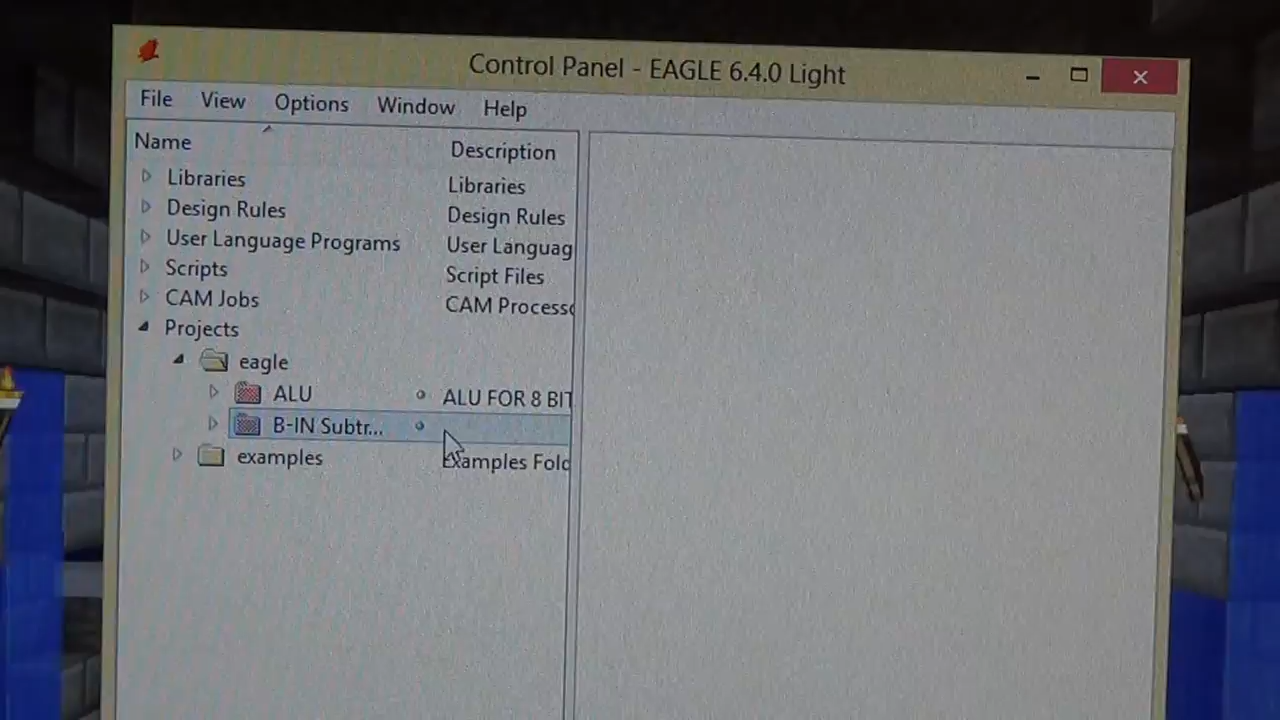 Control Panel - EAGLE 6.4.0 Light
File View Options Window Help
Name Description
Libraries Libraries
Design Rules Design Rules
User Language Programs User Languag
Scripts Script Files
CAM Jobs CAM Process
Projects
eagle
ALU ALU FOR 8 BIT
B-IN Subtr...
examples Examples Fold